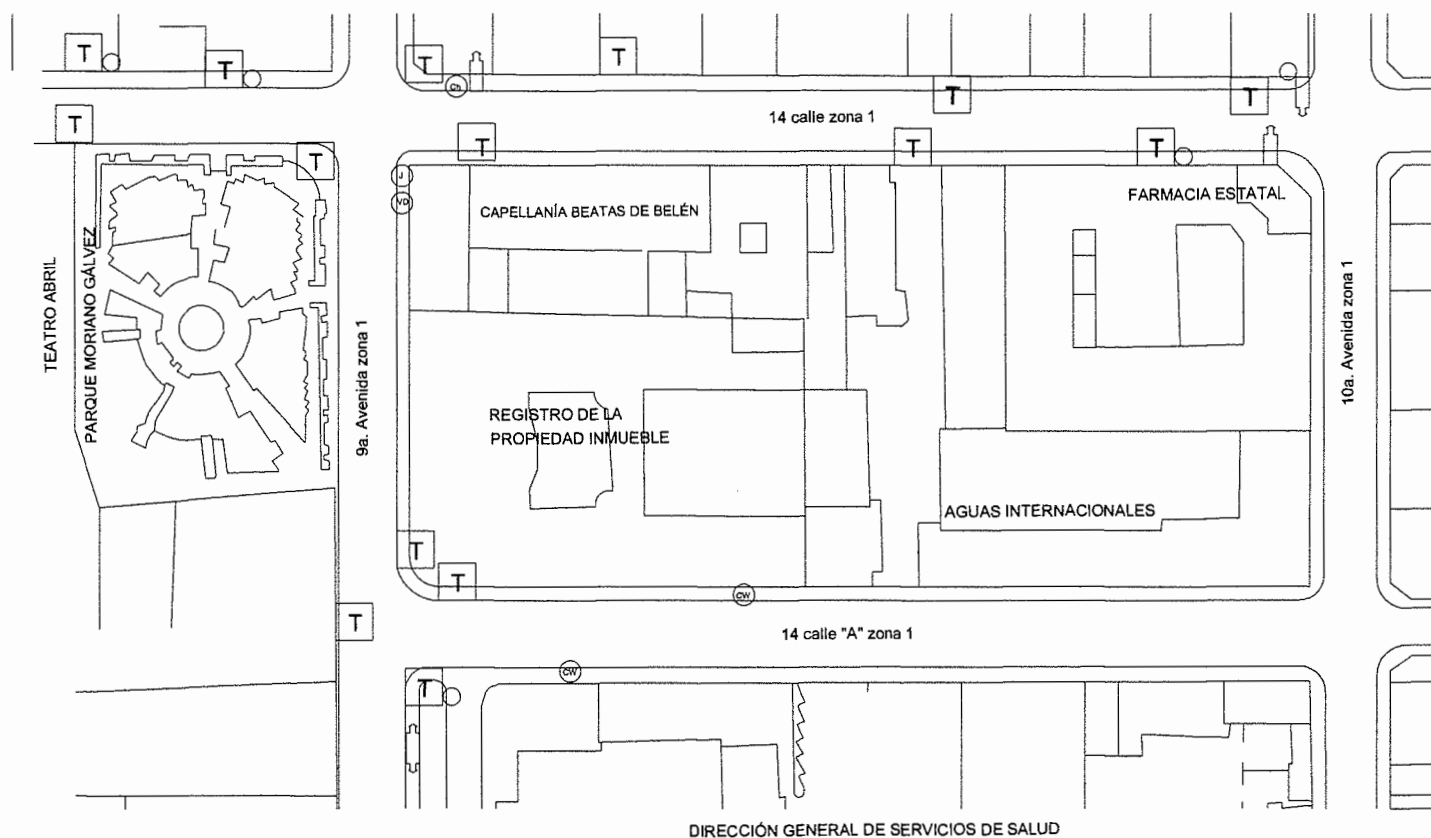 T
T
T
T
Ch
T
T
T
14 calle zona 1
T
T
T
T
J
VD
CAPELLANÍA BEATAS DE BELÉN
FARMACIA ESTATAL
TEATRO ABRIL
PARQUE MORIANO GÁLVEZ
9a. Avenida zona 1
10a. Avenida zona 1
REGISTRO DE LA
PROPIEDAD INMUEBLE
AGUAS INTERNACIONALES
T
T
CW
T
14 calle "A" zona 1
CW
T
DIRECCIÓN GENERAL DE SERVICIOS DE SALUD